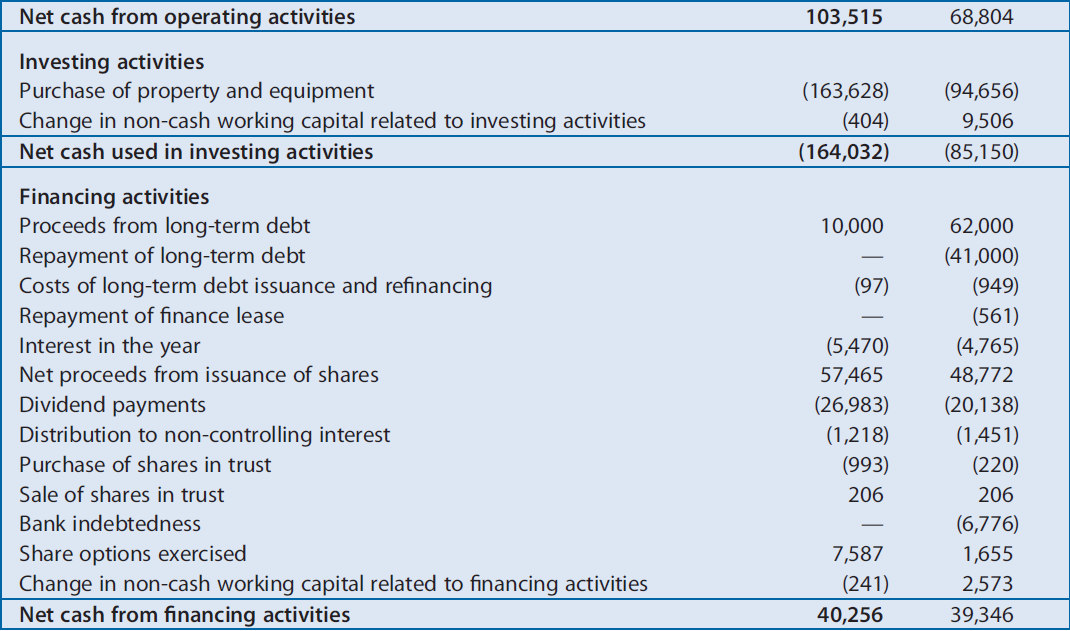 Net cash from operating activities 103,515 68,804
Investing activities
Purchase of property and equipment (163,628) (94,656)
Change in non-cash working capital related to investing activities (404) 9,506
Net cash used in investing activities (164,032) (85,150)
Financing activities
Proceeds from long-term debt 10,000 62,000
Repayment of long-term debt — (41,000)
Costs of long-term debt issuance and refinancing (97) (949)
Repayment of finance lease — (561)
Interest in the year (5,470) (4,765)
Net proceeds from issuance of shares 57,465 48,772
Dividend payments (26,983) (20,138)
Distribution to non-controlling interest (1,218) (1,451)
Purchase of shares in trust (993) (220)
Sale of shares in trust 206 206
Bank indebtedness — (6,776)
Share options exercised 7,587 1,655
Change in non-cash working capital related to financing activities (241) 2,573
Net cash from financing activities 40,256 39,346